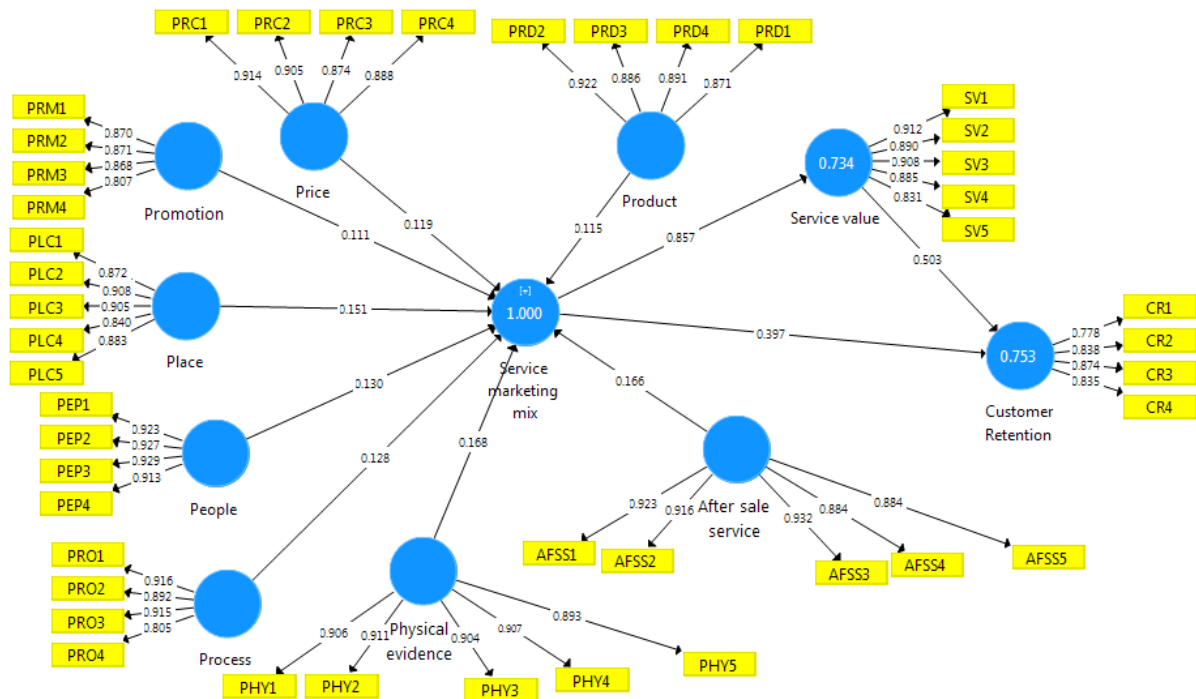 PRC1
PRC2
PRC3
PRC4
0.914
0.905
0.874
0.888
Price
PRD2
PRD3
PRD4
PRD1
0.922
0.886
0.891
0.871
Product
PRM1
PRM2
PRM3
PRM4
0.870
0.871
0.868
0.807
Promotion
SV1
SV2
SV3
SV4
SV5
0.912
0.890
0.908
0.885
0.831
0.734
Service value
0.119
0.111
0.115
0.857
0.503
PLC1
PLC2
PLC3
PLC4
PLC5
0.872
0.908
0.905
0.840
0.883
Place
0.151
[+]
1.000
Service
marketing
mix
0.397
0.753
Customer
Retention
0.778
0.838
0.874
0.835
CR1
CR2
CR3
CR4
PEP1
PEP2
PEP3
PEP4
0.923
0.927
0.929
0.913
People
0.130
0.128
0.168
0.166
After sale
service
0.923
0.916
0.932
0.884
0.884
AFSS1
AFSS2
AFSS3
AFSS4
AFSS5
PRO1
PRO2
PRO3
PRO4
0.916
0.892
0.915
0.805
Process
Physical
evidence
0.906
0.911
0.904
0.907
0.893
PHY1
PHY2
PHY3
PHY4
PHY5